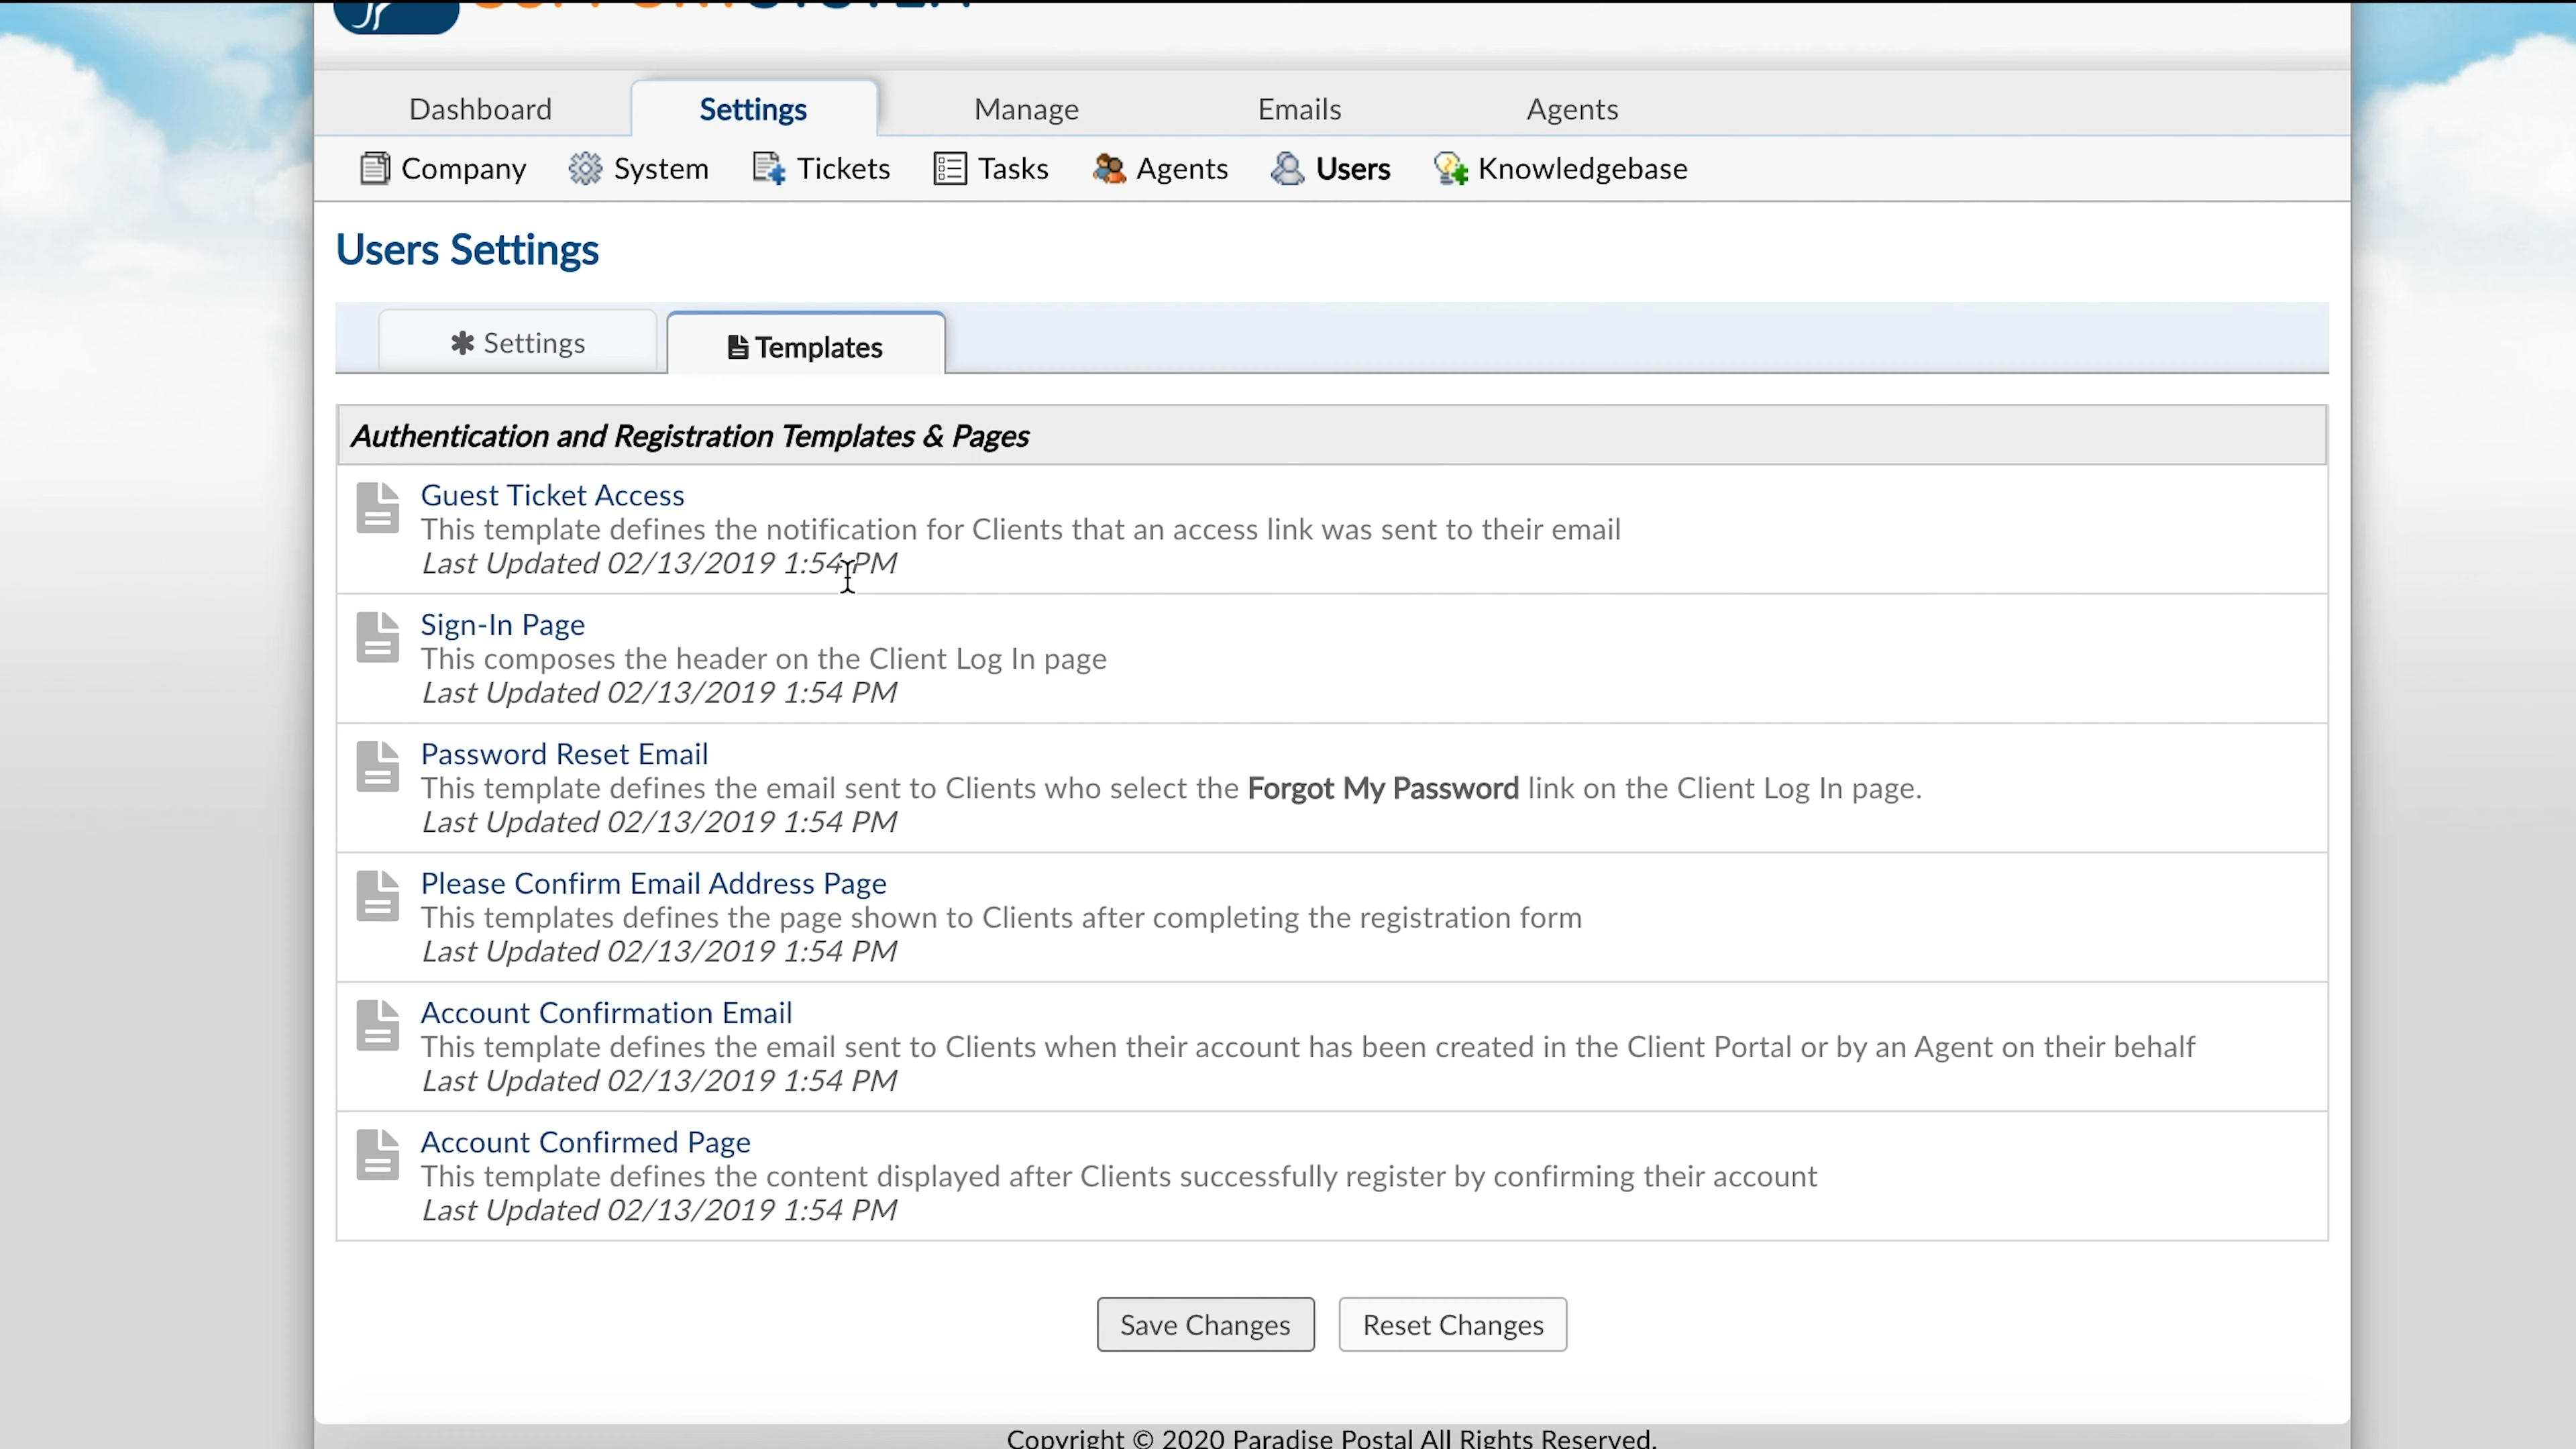 SUPPORT SYSTEM
Dashboard Settings Manage Emails Agents
Company System Tickets Tasks Agents Users Knowledgebase
Users Settings
Settings Templates
Authentication and Registration Templates & Pages
Guest Ticket Access
This template defines the notification for Clients that an access link was sent to their email
Last Updated 02/13/2019 1:54 PM
Sign-In Page
This composes the header on the Client Log In page
Last Updated 02/13/2019 1:54 PM
Password Reset Email
This template defines the email sent to Clients who select the Forgot My Password link on the Client Log In page.
Last Updated 02/13/2019 1:54 PM
Please Confirm Email Address Page
This templates defines the page shown to Clients after completing the registration form
Last Updated 02/13/2019 1:54 PM
Account Confirmation Email
This template defines the email sent to Clients when their account has been created in the Client Portal or by an Agent on their behalf
Last Updated 02/13/2019 1:54 PM
Account Confirmed Page
This template defines the content displayed after Clients successfully register by confirming their account
Last Updated 02/13/2019 1:54 PM
Save Changes Reset Changes
Copyright © 2020 Paradise Postal All Rights Reserved.